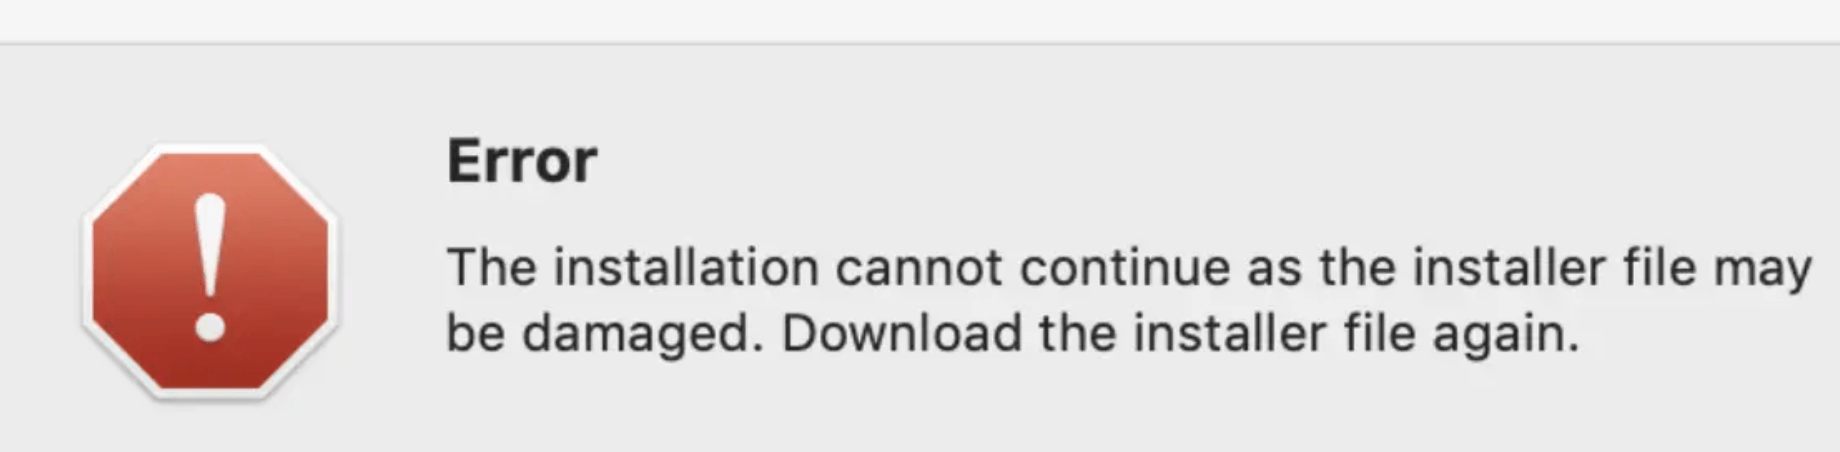 Error
The installation cannot continue as the installer file may
be damaged. Download the installer file again.